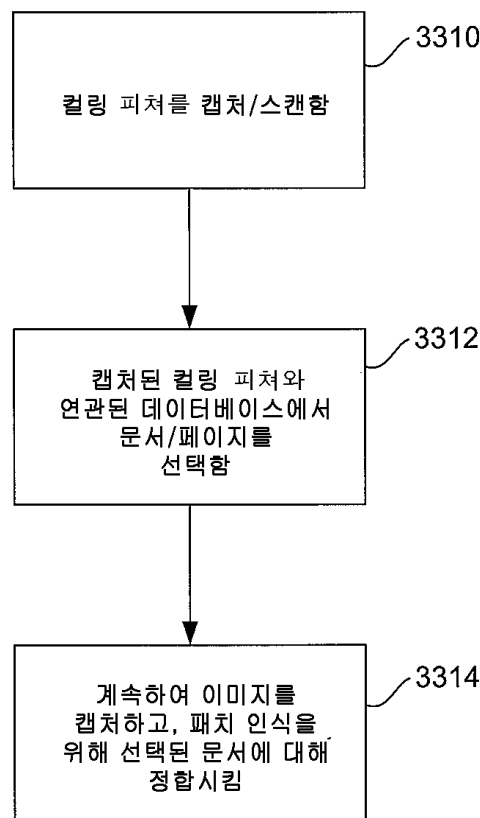 3310
컬링 피쳐를 캡처/스캔함
3312
캡처된 컬링 피쳐와
연관된 데이터베이스에서
문서/페이지를
선택함
3314
계속하여 이미지를
캡처하고, 패치 인식을
위해 선택된 문서에 대해
정합시킴